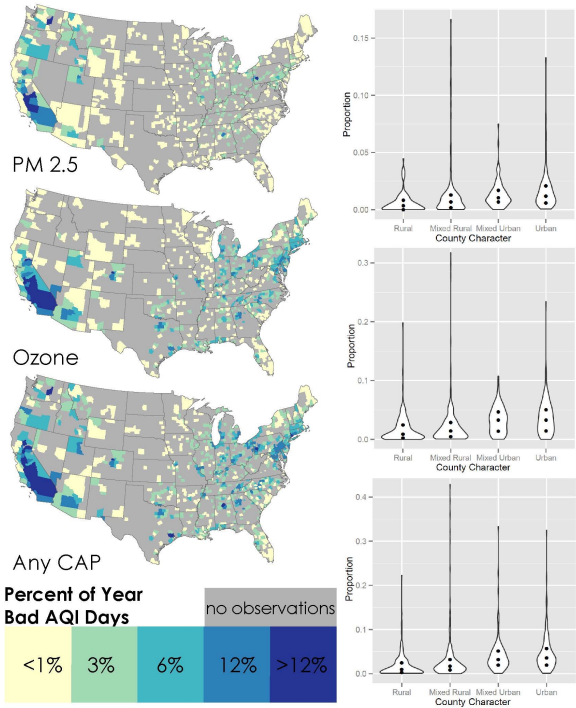 PM 2.5
Ozone
Any CAP
Percent of Year
Bad AQI Days
no observations
<1%
3%
6%
12%
>12%
0.15
0.10
0.05
0.00
Proportion
Rural
Mixed Rural
Mixed Urban
Urban
County Character
0.3
0.2
0.1
0.0
Proportion
Rural
Mixed Rural
Mixed Urban
Urban
County Character
0.4
0.3
0.2
0.1
0.0
Proportion
Rural
Mixed Rural
Mixed Urban
Urban
County Character